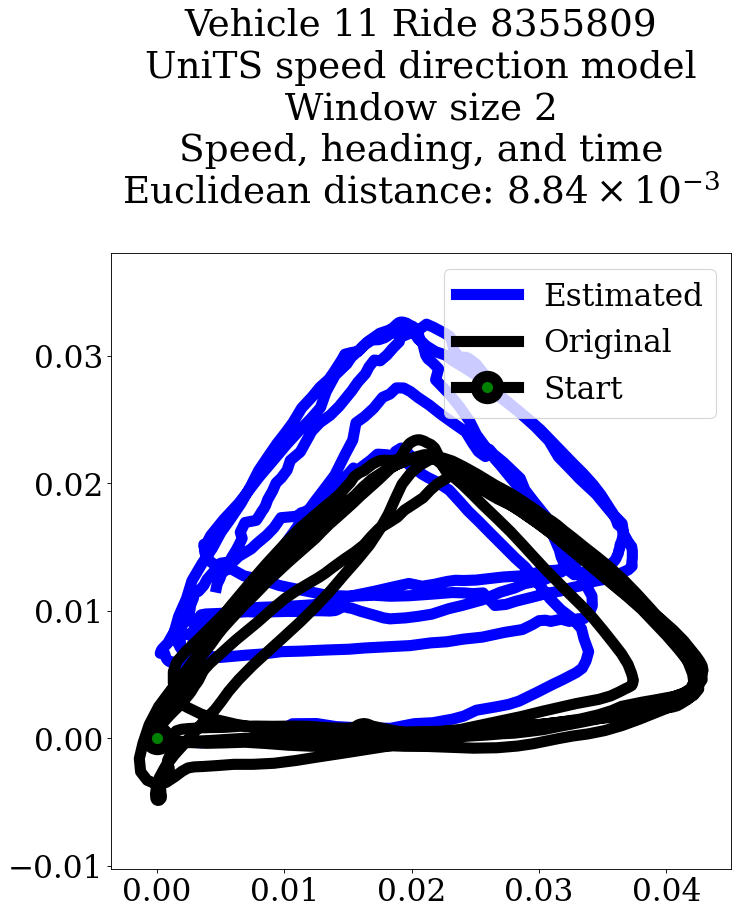 Vehicle 11 Ride 8355809
UniTS speed direction model
Window size 2
Speed, heading, and time
Euclidean distance: 8.84 × 10⁻³
Estimated
Original
Start
0.03
0.02
0.01
0.00
−0.01
0.00 0.01 0.02 0.03 0.04